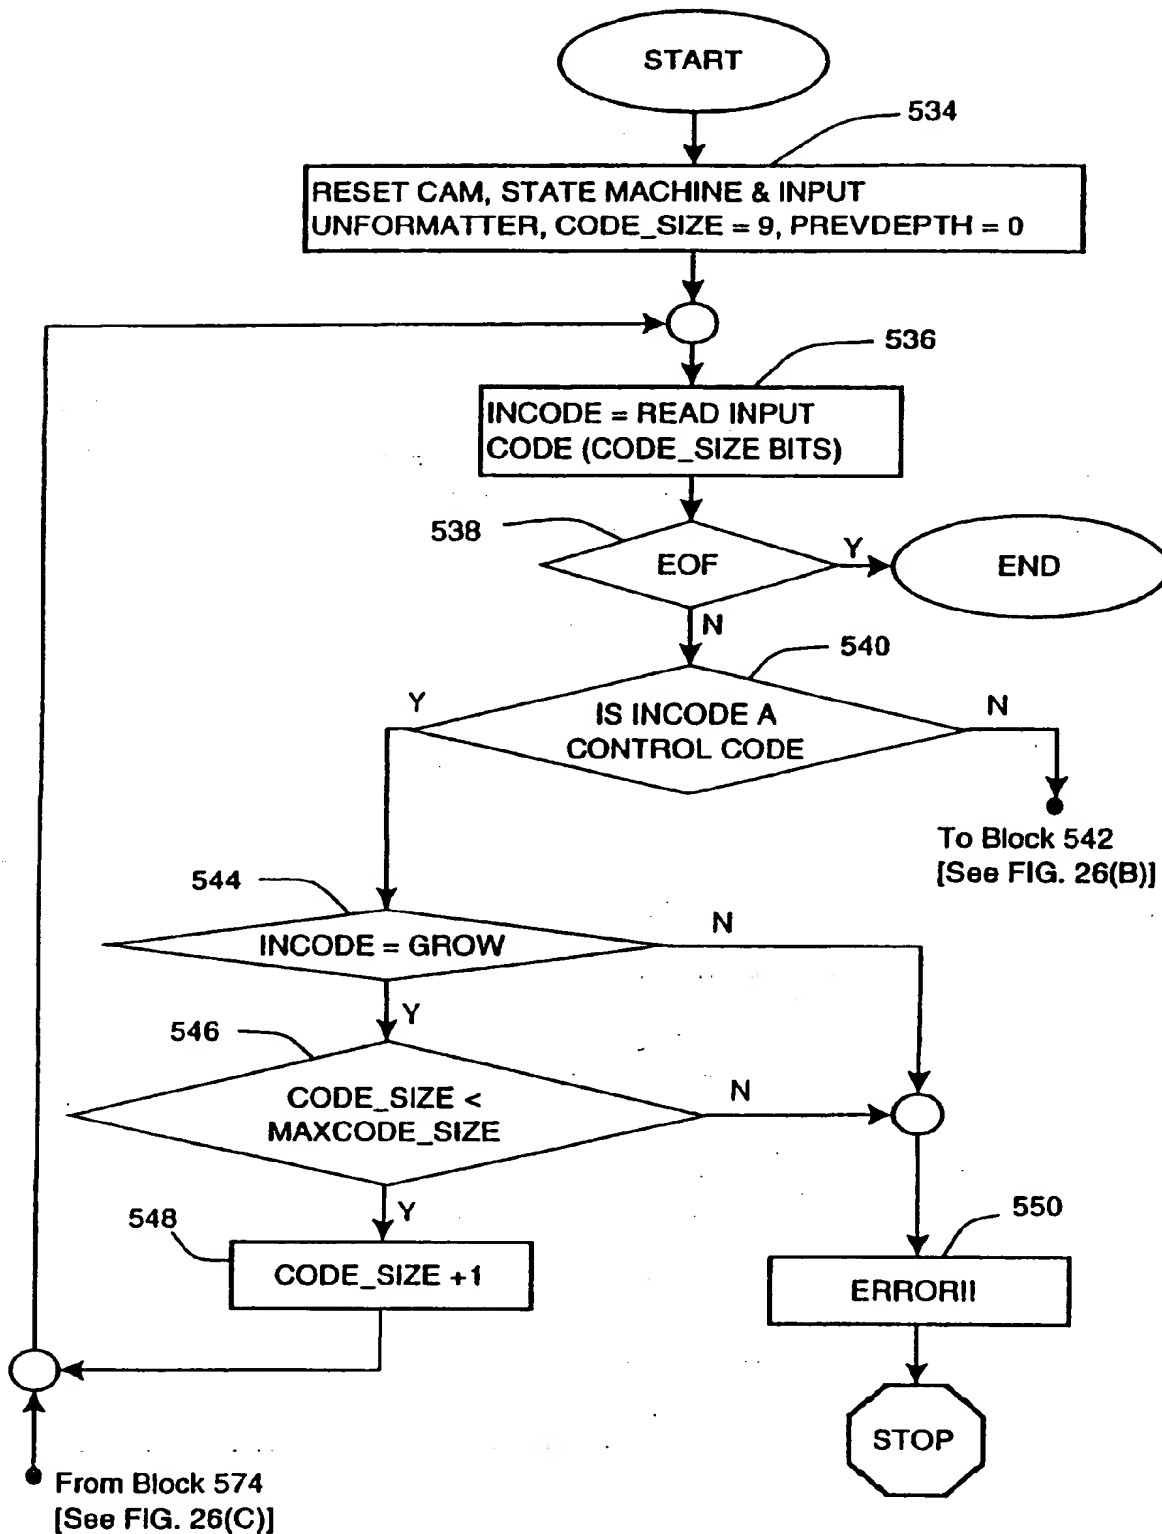 START
534
RESET CAM, STATE MACHINE & INPUT
UNFORMATTER, CODE_SIZE = 9, PREVDEPTH = 0
536
INCODE = READ INPUT
CODE (CODE_SIZE BITS)
538
EOF
Y
END
N
540
Y
IS INCODE A
CONTROL CODE
N
To Block 542
[See FIG. 26(B)]
544
INCODE = GROW
N
Y
546
CODE_SIZE <
MAXCODE_SIZE
N
Y
548
CODE_SIZE +1
550
ERROR!!
STOP
From Block 574
[See FIG. 26(C)]